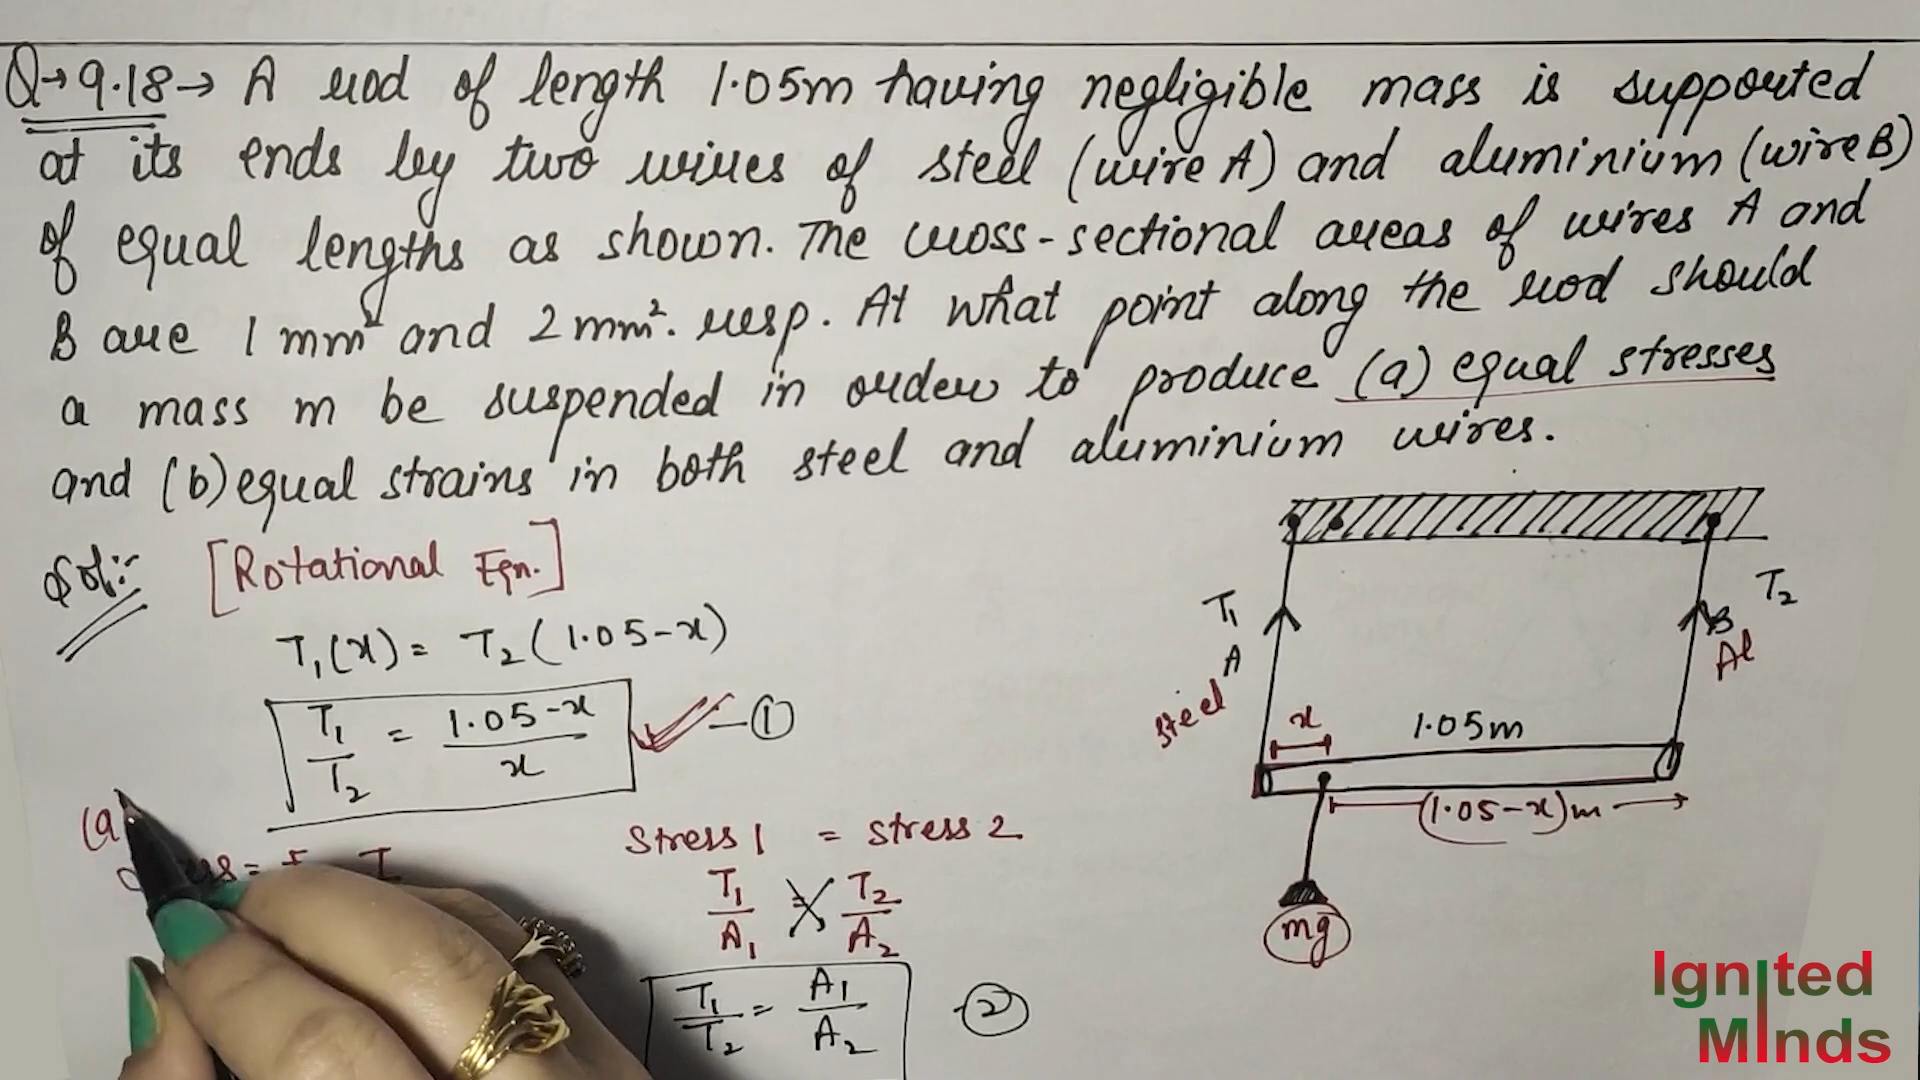 Q→9.18→ A rod of length 1.05m having negligible mass is supported
at its ends by two wires of steel (wire A) and aluminium (wire B)
of equal lengths as shown. The cross-sectional areas of wires A and
B are 1 mm² and 2 mm². resp. At what point along the rod should
a mass m be suspended in order to produce (a) equal stresses
and (b) equal strains in both steel and aluminium wires.
Sol:-
[Rotational Eqn.]
T₁(x) = T₂(1.05-x)
T₁/T₂ = (1.05-x)/x —①
(a
Stress 1 = Stress 2
T₁/A₁ = T₂/A₂
T₁/T₂ = A₁/A₂ -②
T₁
T₂
A
B
Steel
Al
x
1.05m
(1.05-x)m
mg
Ignited
Minds